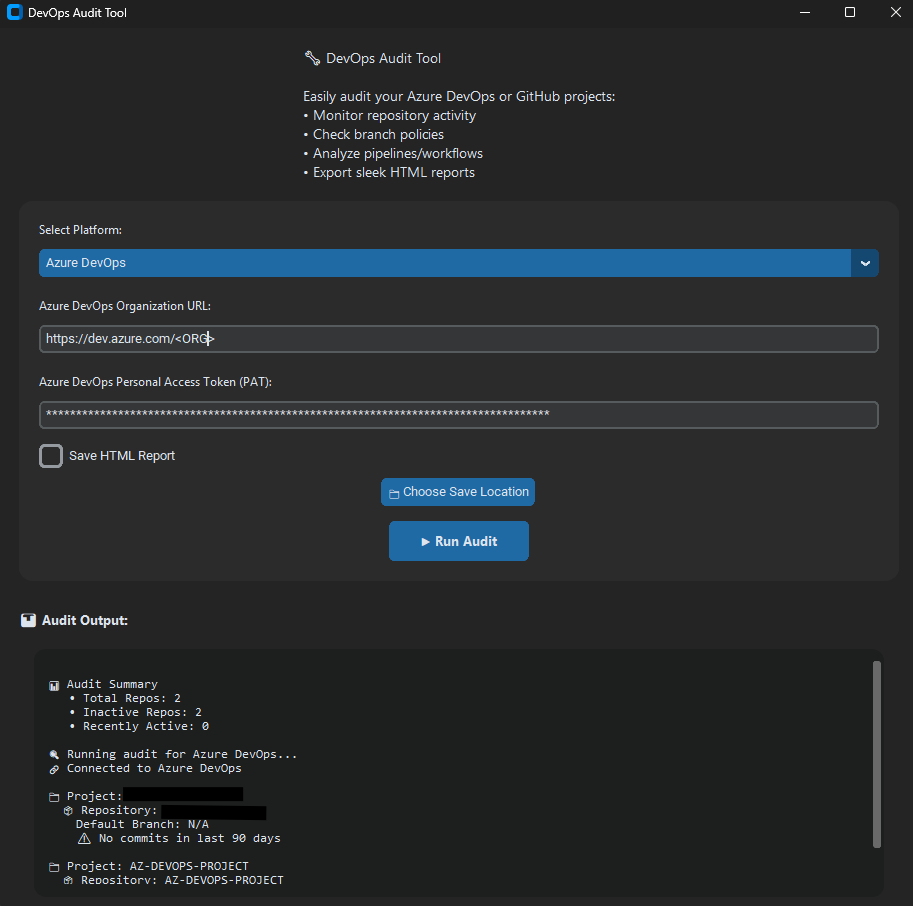 DevOps Audit Tool
DevOps Audit Tool
Easily audit your Azure DevOps or GitHub projects:
• Monitor repository activity
• Check branch policies
• Analyze pipelines/workflows
• Export sleek HTML reports
Select Platform:
Azure DevOps
Azure DevOps Organization URL:
https://dev.azure.com/<ORG>
Azure DevOps Personal Access Token (PAT):
************************************************************************************
Save HTML Report
Choose Save Location
► Run Audit
Audit Output:
Audit Summary
• Total Repos: 2
• Inactive Repos: 2
• Recently Active: 0
Running audit for Azure DevOps...
Connected to Azure DevOps
Project:
Repository:
Default Branch: N/A
⚠ No commits in last 90 days
Project: AZ-DEVOPS-PROJECT
Repository: AZ-DEVOPS-PROJECT